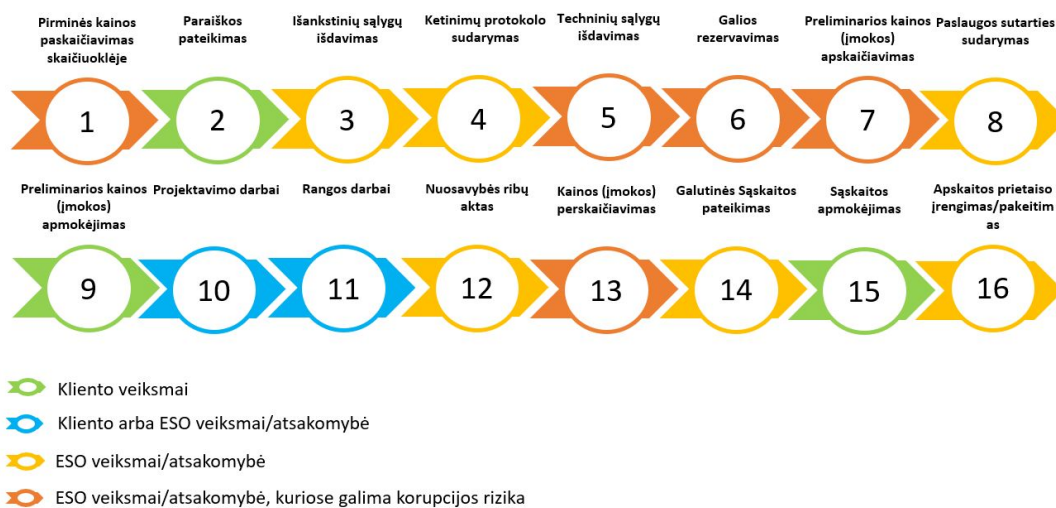 Pirminės kainos
paskaičiavimas
skaičiuoklėje
Paraiškos
pateikimas
Išankstinių sąlygų
išdavimas
Ketinimų protokolo
sudarymas
Techninių sąlygų
išdavimas
Galios
rezervavimas
Preliminarios kainos
(įmokos)
apskaičiavimas
Paslaugos sutarties
sudarymas
1
2
3
4
5
6
7
8
Preliminarios kainos
(įmokos)
apmokėjimas
Projektavimo darbai
Rangos darbai
Nuosavybės ribų
aktas
Kainos (įmokos)
perskaičiavimas
Galutinės Sąskaitos
pateikimas
Sąskaitos
apmokėjimas
Apskaitos prietaiso
įrengimas/pakeitim
as
9
10
11
12
13
14
15
16
Kliento veiksmai
Kliento arba ESO veiksmai/atsakomybė
ESO veiksmai/atsakomybė
ESO veiksmai/atsakomybė, kuriose galima korupcijos rizika